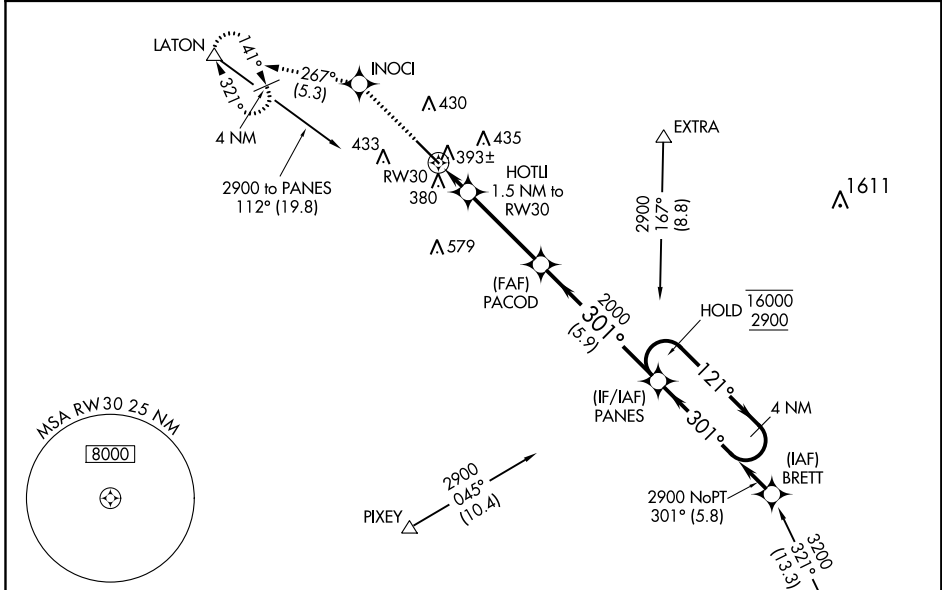 LATON
141°
321°
4 NM
267°
(5.3)
INOCI
430
433
435
393±
RW30
380
HOTLI
1.5 NM to
RW30
EXTRA
1611
2900 to PANES
112° (19.8)
2900
167°
(8.8)
579
(FAF)
PACOD
2000
301°
(5.9)
HOLD
16000
2900
121°
301°
4 NM
(IF/IAF)
PANES
(IAF)
BRETT
2900 NoPT
301° (5.8)
MSA RW30 25 NM
8000
2900
045°
(10.4)
PIXEY
3200
321°
(13.3)